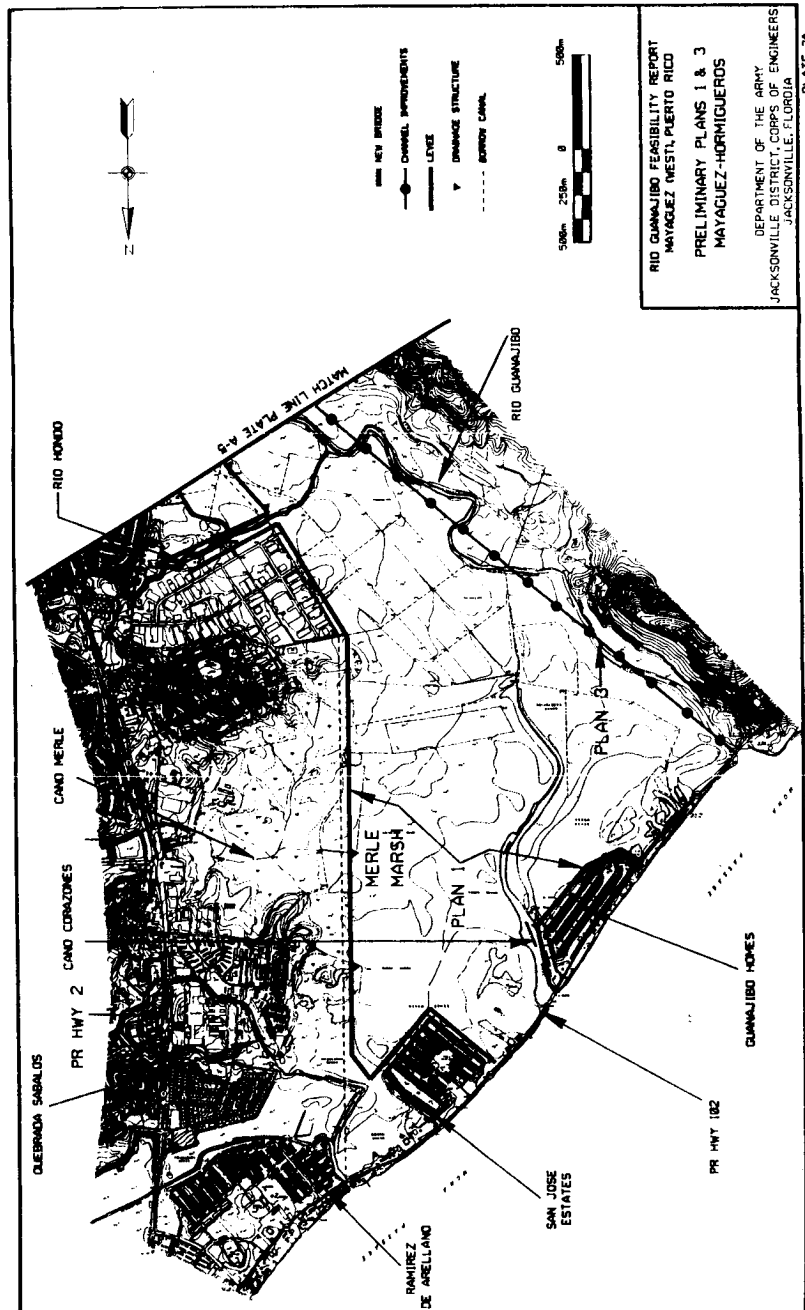 RIO HONDO
CANO MERLE
CANO CORAZONES
PR HWY 2
QUEBRADA SABALOS
MATCH LINE PLATE A-5
RIO GUANAJIBO
PLAN 3
MERLE
MARSH
PLAN 1
GUANAJIBO HOMES
PR HWY 102
SAN JOSE
ESTATES
RAMIREZ
DE ARELLANO
N
NEW BRIDGE
CHANNEL IMPROVEMENTS
LEVEE
DRAINAGE STRUCTURE
BORROW CANAL
500m 250m 0 500m
RIO GUANAJIBO FEASIBILITY REPORT
MAYAGUEZ (WEST), PUERTO RICO
PRELIMINARY PLANS 1 & 3
MAYAGUEZ-HORMIGUEROS
DEPARTMENT OF THE ARMY
JACKSONVILLE DISTRICT, CORPS OF ENGINEERS
JACKSONVILLE, FLORIDA